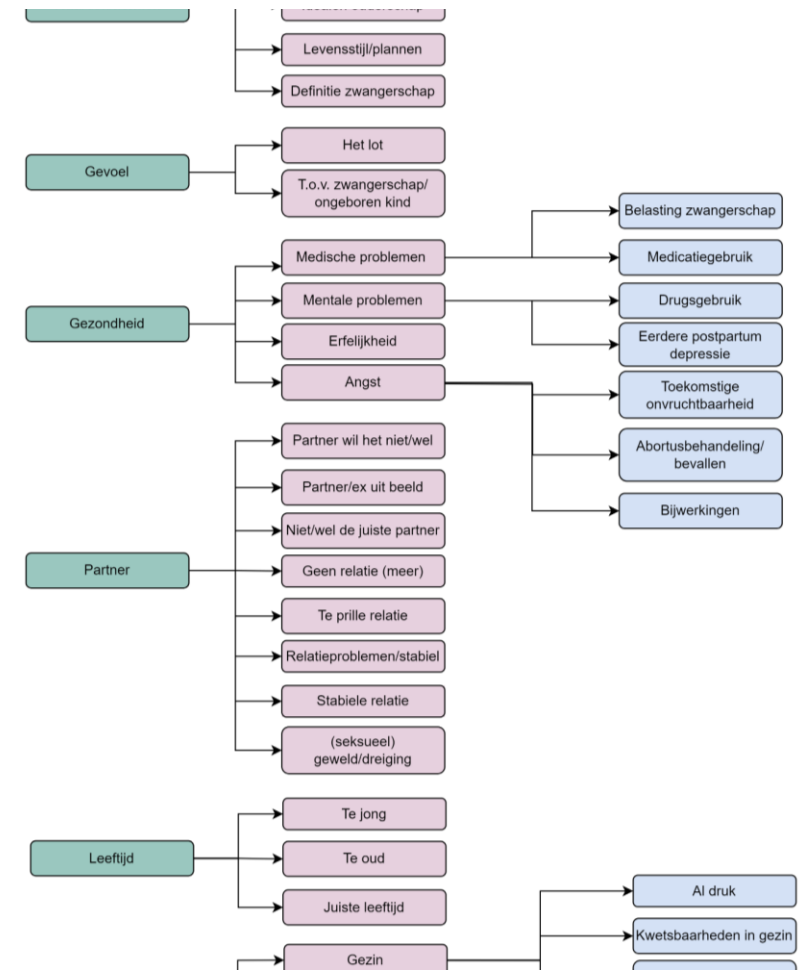 Levensstijl/plannen
Definitie zwangerschap
Gevoel
Het lot
T.o.v. zwangerschap/
ongeboren kind
Gezondheid
Medische problemen
Belasting zwangerschap
Medicatiegebruik
Mentale problemen
Drugsgebruik
Eerdere postpartum
depressie
Erfelijkheid
Angst
Toekomstige
onvruchtbaarheid
Abortusbehandeling/
bevallen
Bijwerkingen
Partner
Partner wil het niet/wel
Partner/ex uit beeld
Niet/wel de juiste partner
Geen relatie (meer)
Te prille relatie
Relatieproblemen/stabiel
Stabiele relatie
(seksueel)
geweld/dreiging
Leeftijd
Te jong
Te oud
Juiste leeftijd
Gezin
Al druk
Kwetsbaarheden in gezin